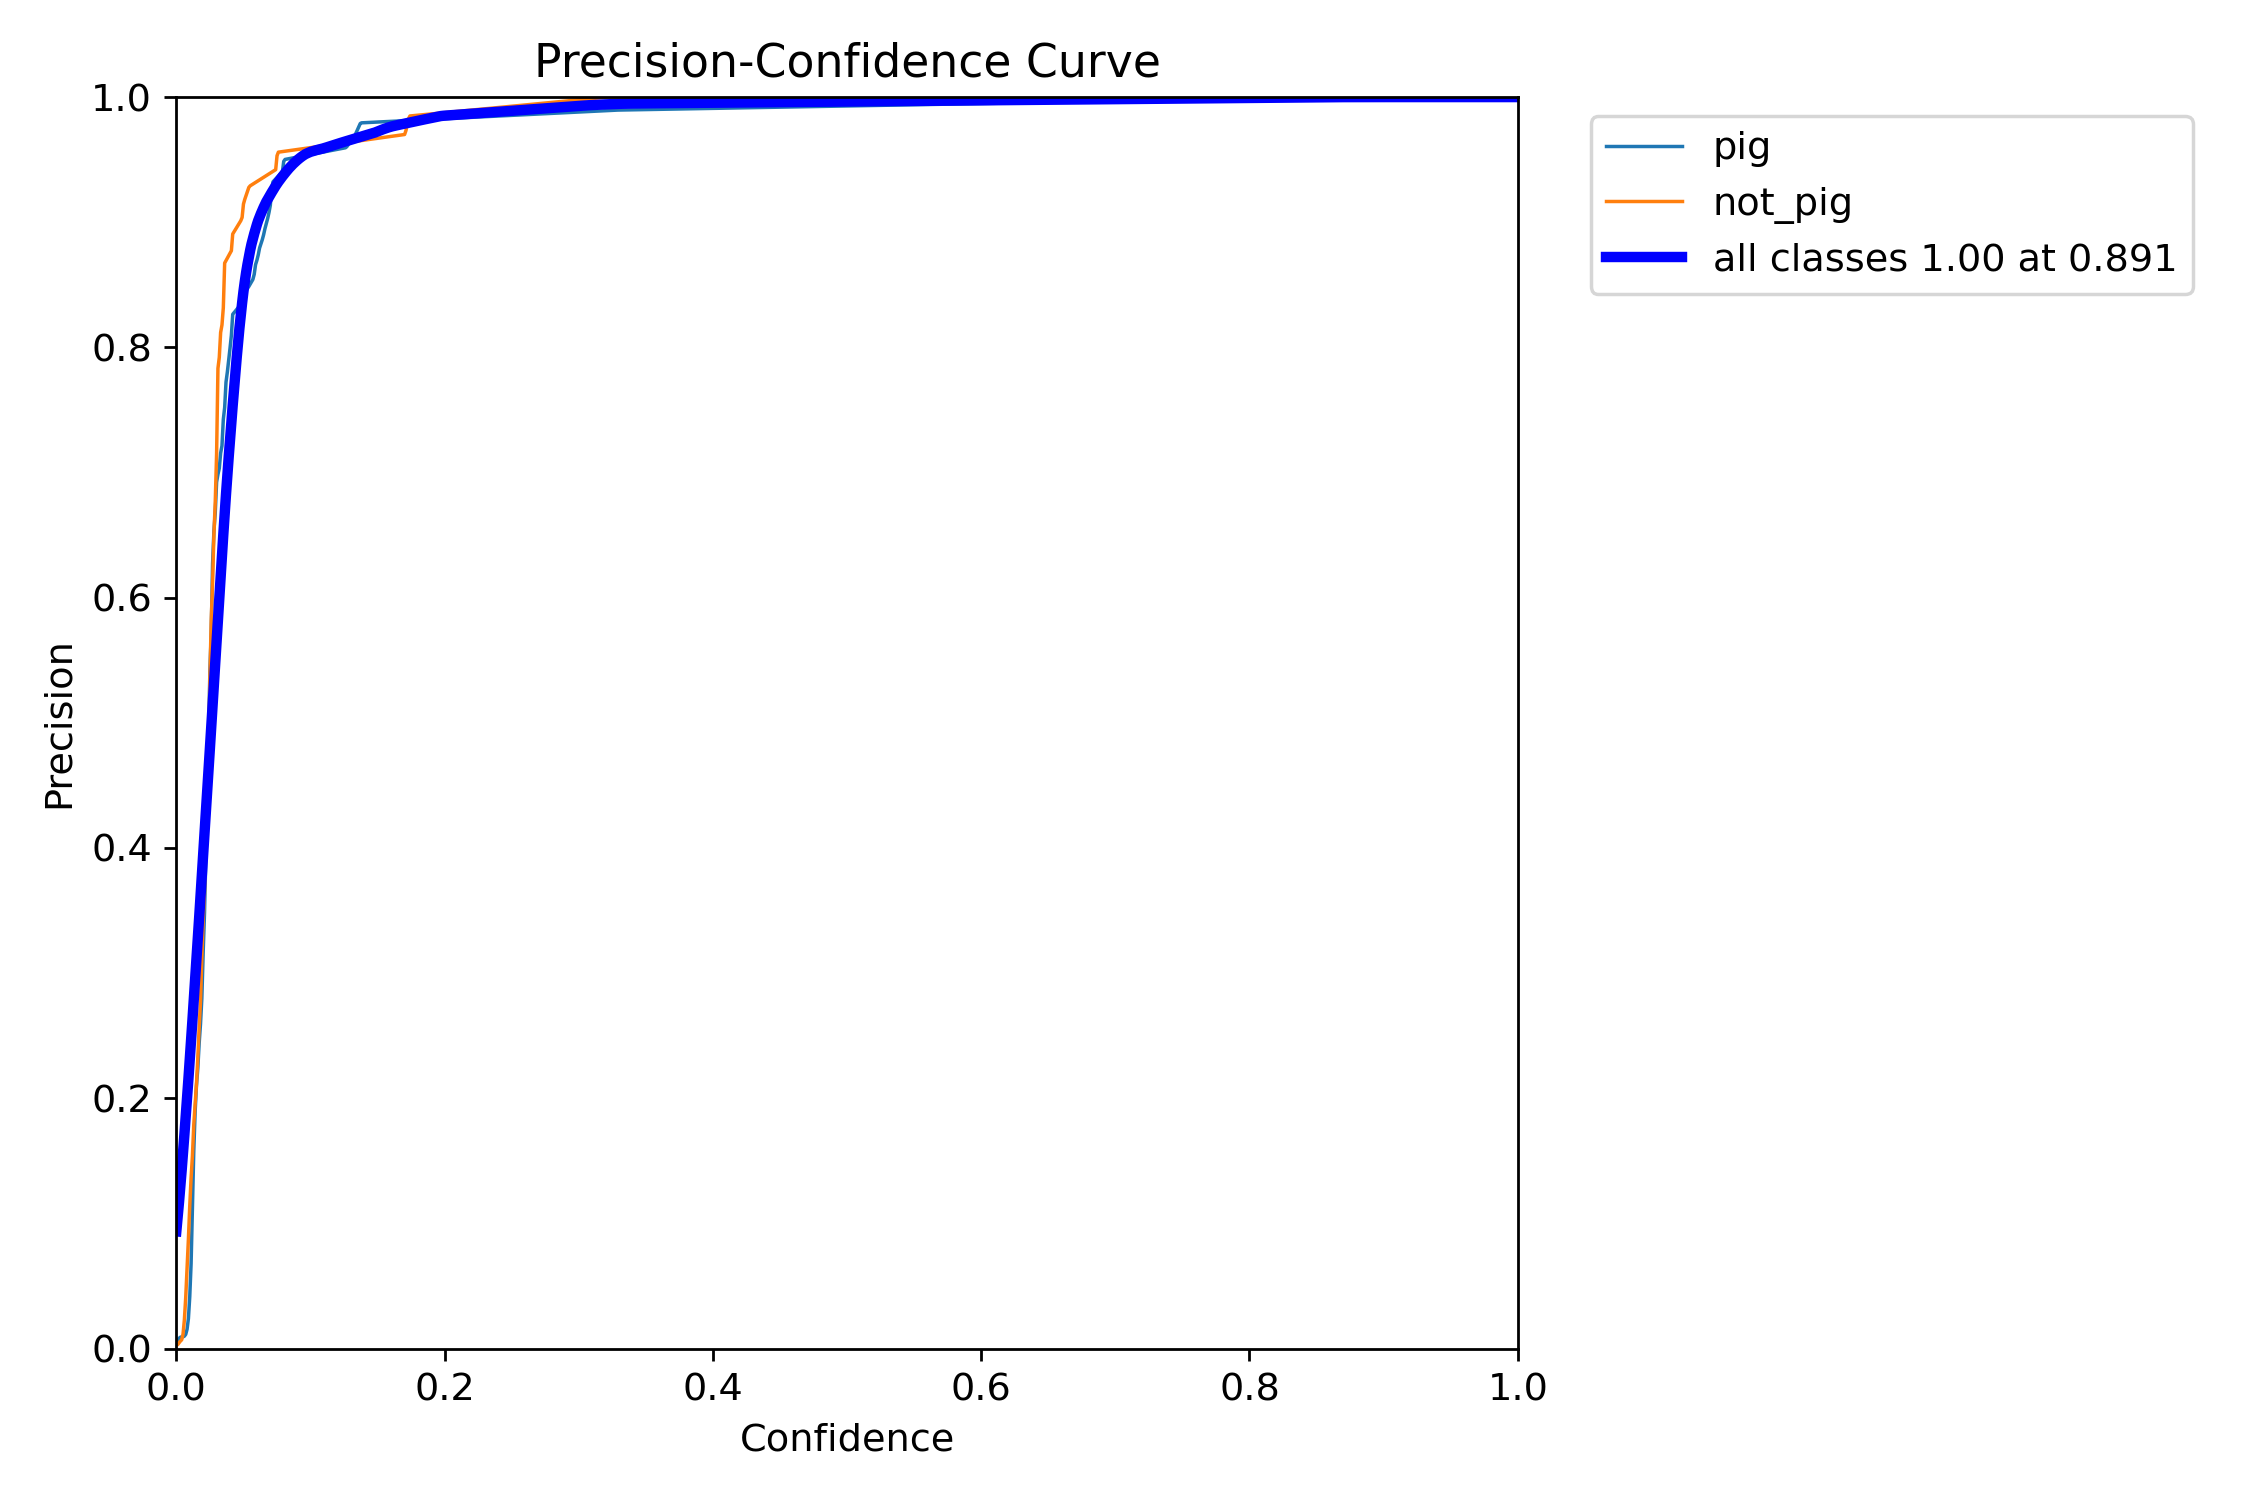 Precision-Confidence Curve
1.0
0.8
0.6
0.4
0.2
0.0
Precision
0.0 0.2 0.4 0.6 0.8 1.0
Confidence
pig
not_pig
all classes 1.00 at 0.891